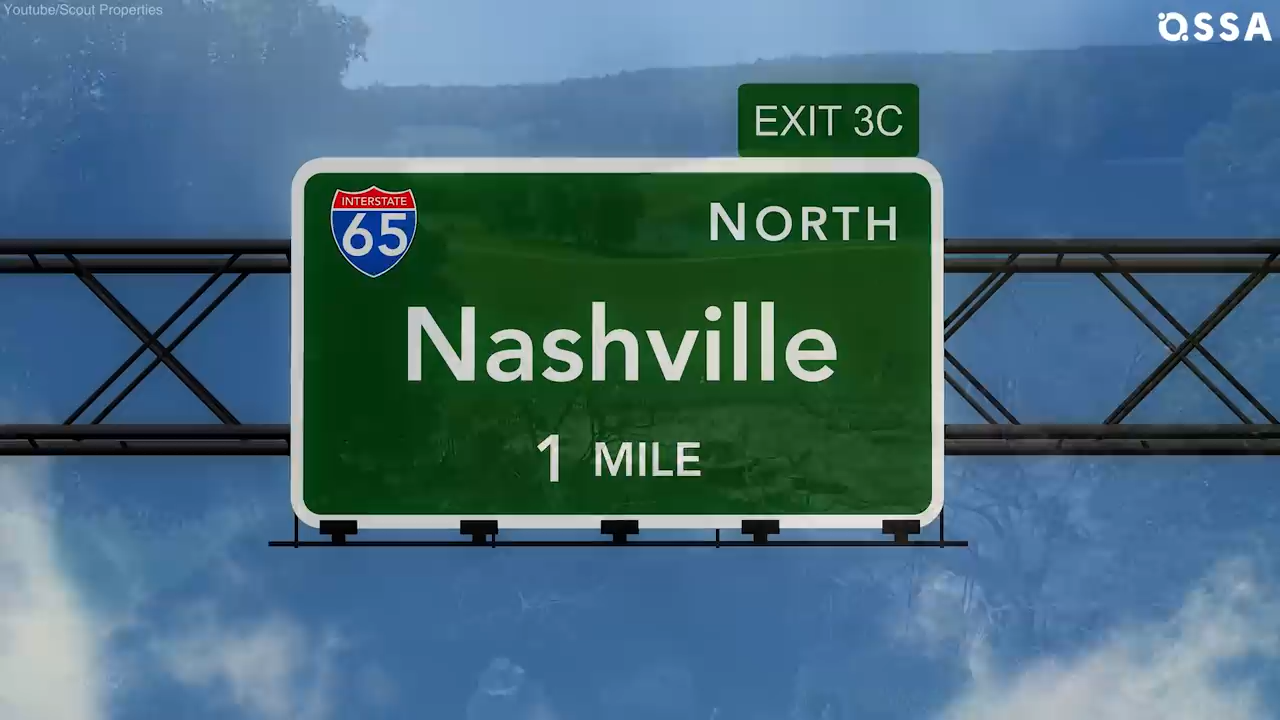 Youtube/Scout Properties
OSSA
EXIT 3C
INTERSTATE
65
NORTH
Nashville
1 MILE